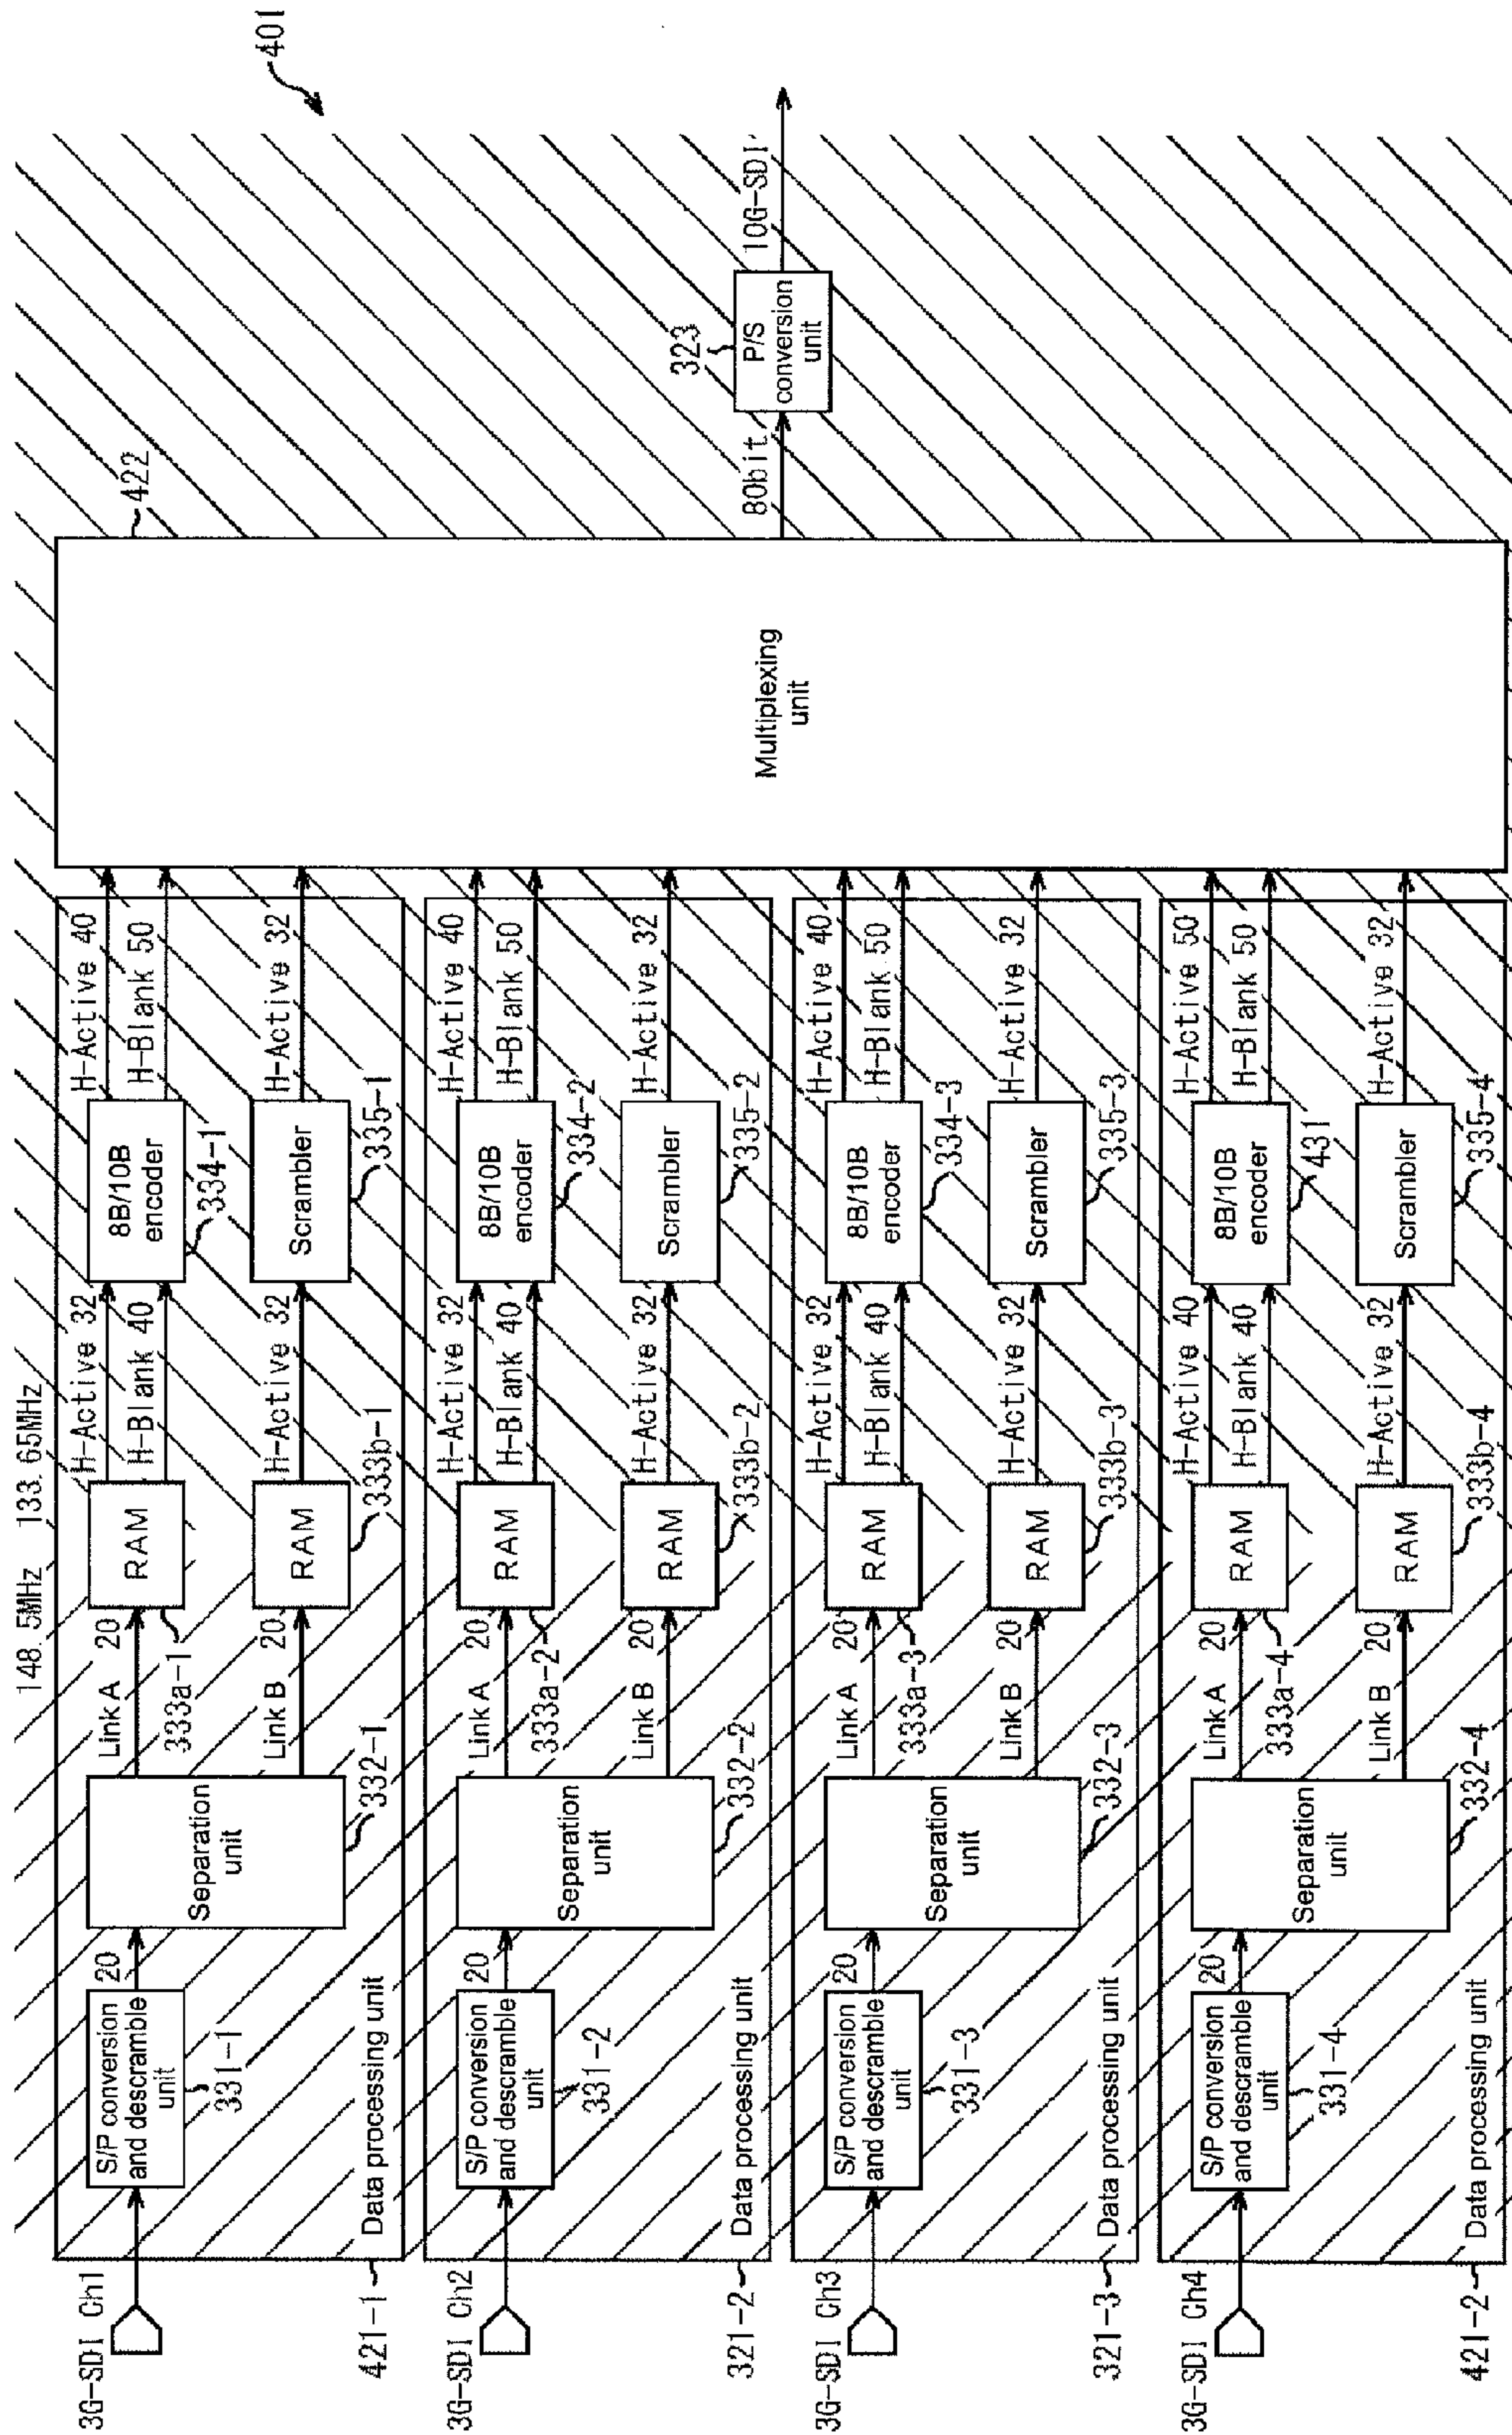 148.5MHz 133.65MHz
401
3G-SDI Ch1
S/P conversion
and descramble
unit
331-1
20
Separation
unit
332-1
Link A 20
Link B 20
RAM
333a-1
RAM
333b-1
H-Active 32
H-Blank 40
H-Active 32
8B/10B
encoder
334-1
Scrambler
335-1
H-Active 40
H-Blank 50
H-Active 32
421-1 Data processing unit
3G-SDI Ch2
S/P conversion
and descramble
unit
331-2
20
Separation
unit
332-2
Link A 20
Link B 20
RAM
333a-2
RAM
333b-2
H-Active 32
H-Blank 40
H-Active 32
8B/10B
encoder
334-2
Scrambler
335-2
H-Active 40
H-Blank 50
H-Active 32
321-2 Data processing unit
3G-SDI Ch3
S/P conversion
and descramble
unit
331-3
20
Separation
unit
332-3
Link A 20
Link B 20
RAM
333a-3
RAM
333b-3
H-Active 32
H-Blank 40
H-Active 32
8B/10B
encoder
334-3
Scrambler
335-3
H-Active 40
H-Blank 50
H-Active 32
321-3 Data processing unit
3G-SDI Ch4
S/P conversion
and descramble
unit
331-4
20
Separation
unit
332-4
Link A 20
Link B 20
RAM
333a-4
RAM
333b-4
H-Active 40
H-Blank 40
H-Active 32
8B/10B
encoder
431
Scrambler
335-4
H-Active 50
H-Blank 50
H-Active 32
421-2 Data processing unit
Multiplexing
unit
422
80bit
323
P/S
conversion
unit
10G-SDI